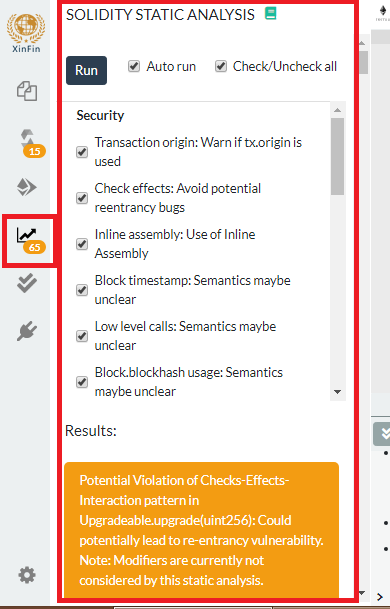 SOLIDITY STATIC ANALYSIS
XinFin
Run
Auto run
Check/Uncheck all
Security
Transaction origin: Warn if tx.origin is
used
Check effects: Avoid potential
reentrancy bugs
Inline assembly: Use of Inline
Assembly
Block timestamp: Semantics maybe
unclear
Low level calls: Semantics maybe
unclear
Block.blockhash usage: Semantics
maybe unclear
15
65
Results:
Potential Violation of Checks-Effects-
Interaction pattern in
Upgradeable.upgrade(uint256): Could
potentially lead to re-entrancy vulnerability.
Note: Modifiers are currently not
considered by this static analysis.